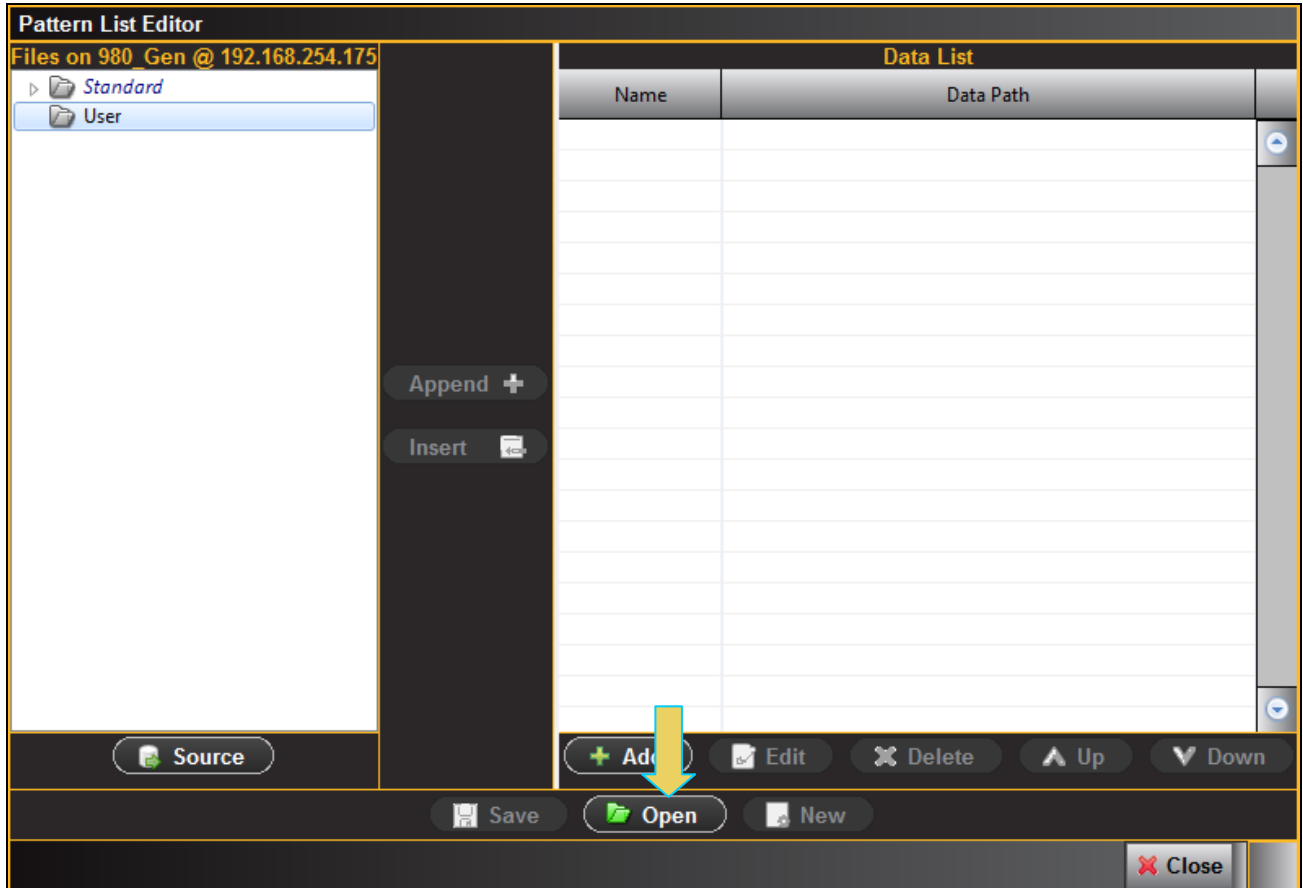 Pattern List Editor
Files on 980_Gen @ 192.168.254.175
Standard
User
Append
Insert
Source
Data List
Name Data Path
Add Edit Delete Up Down
Save Open New
Close